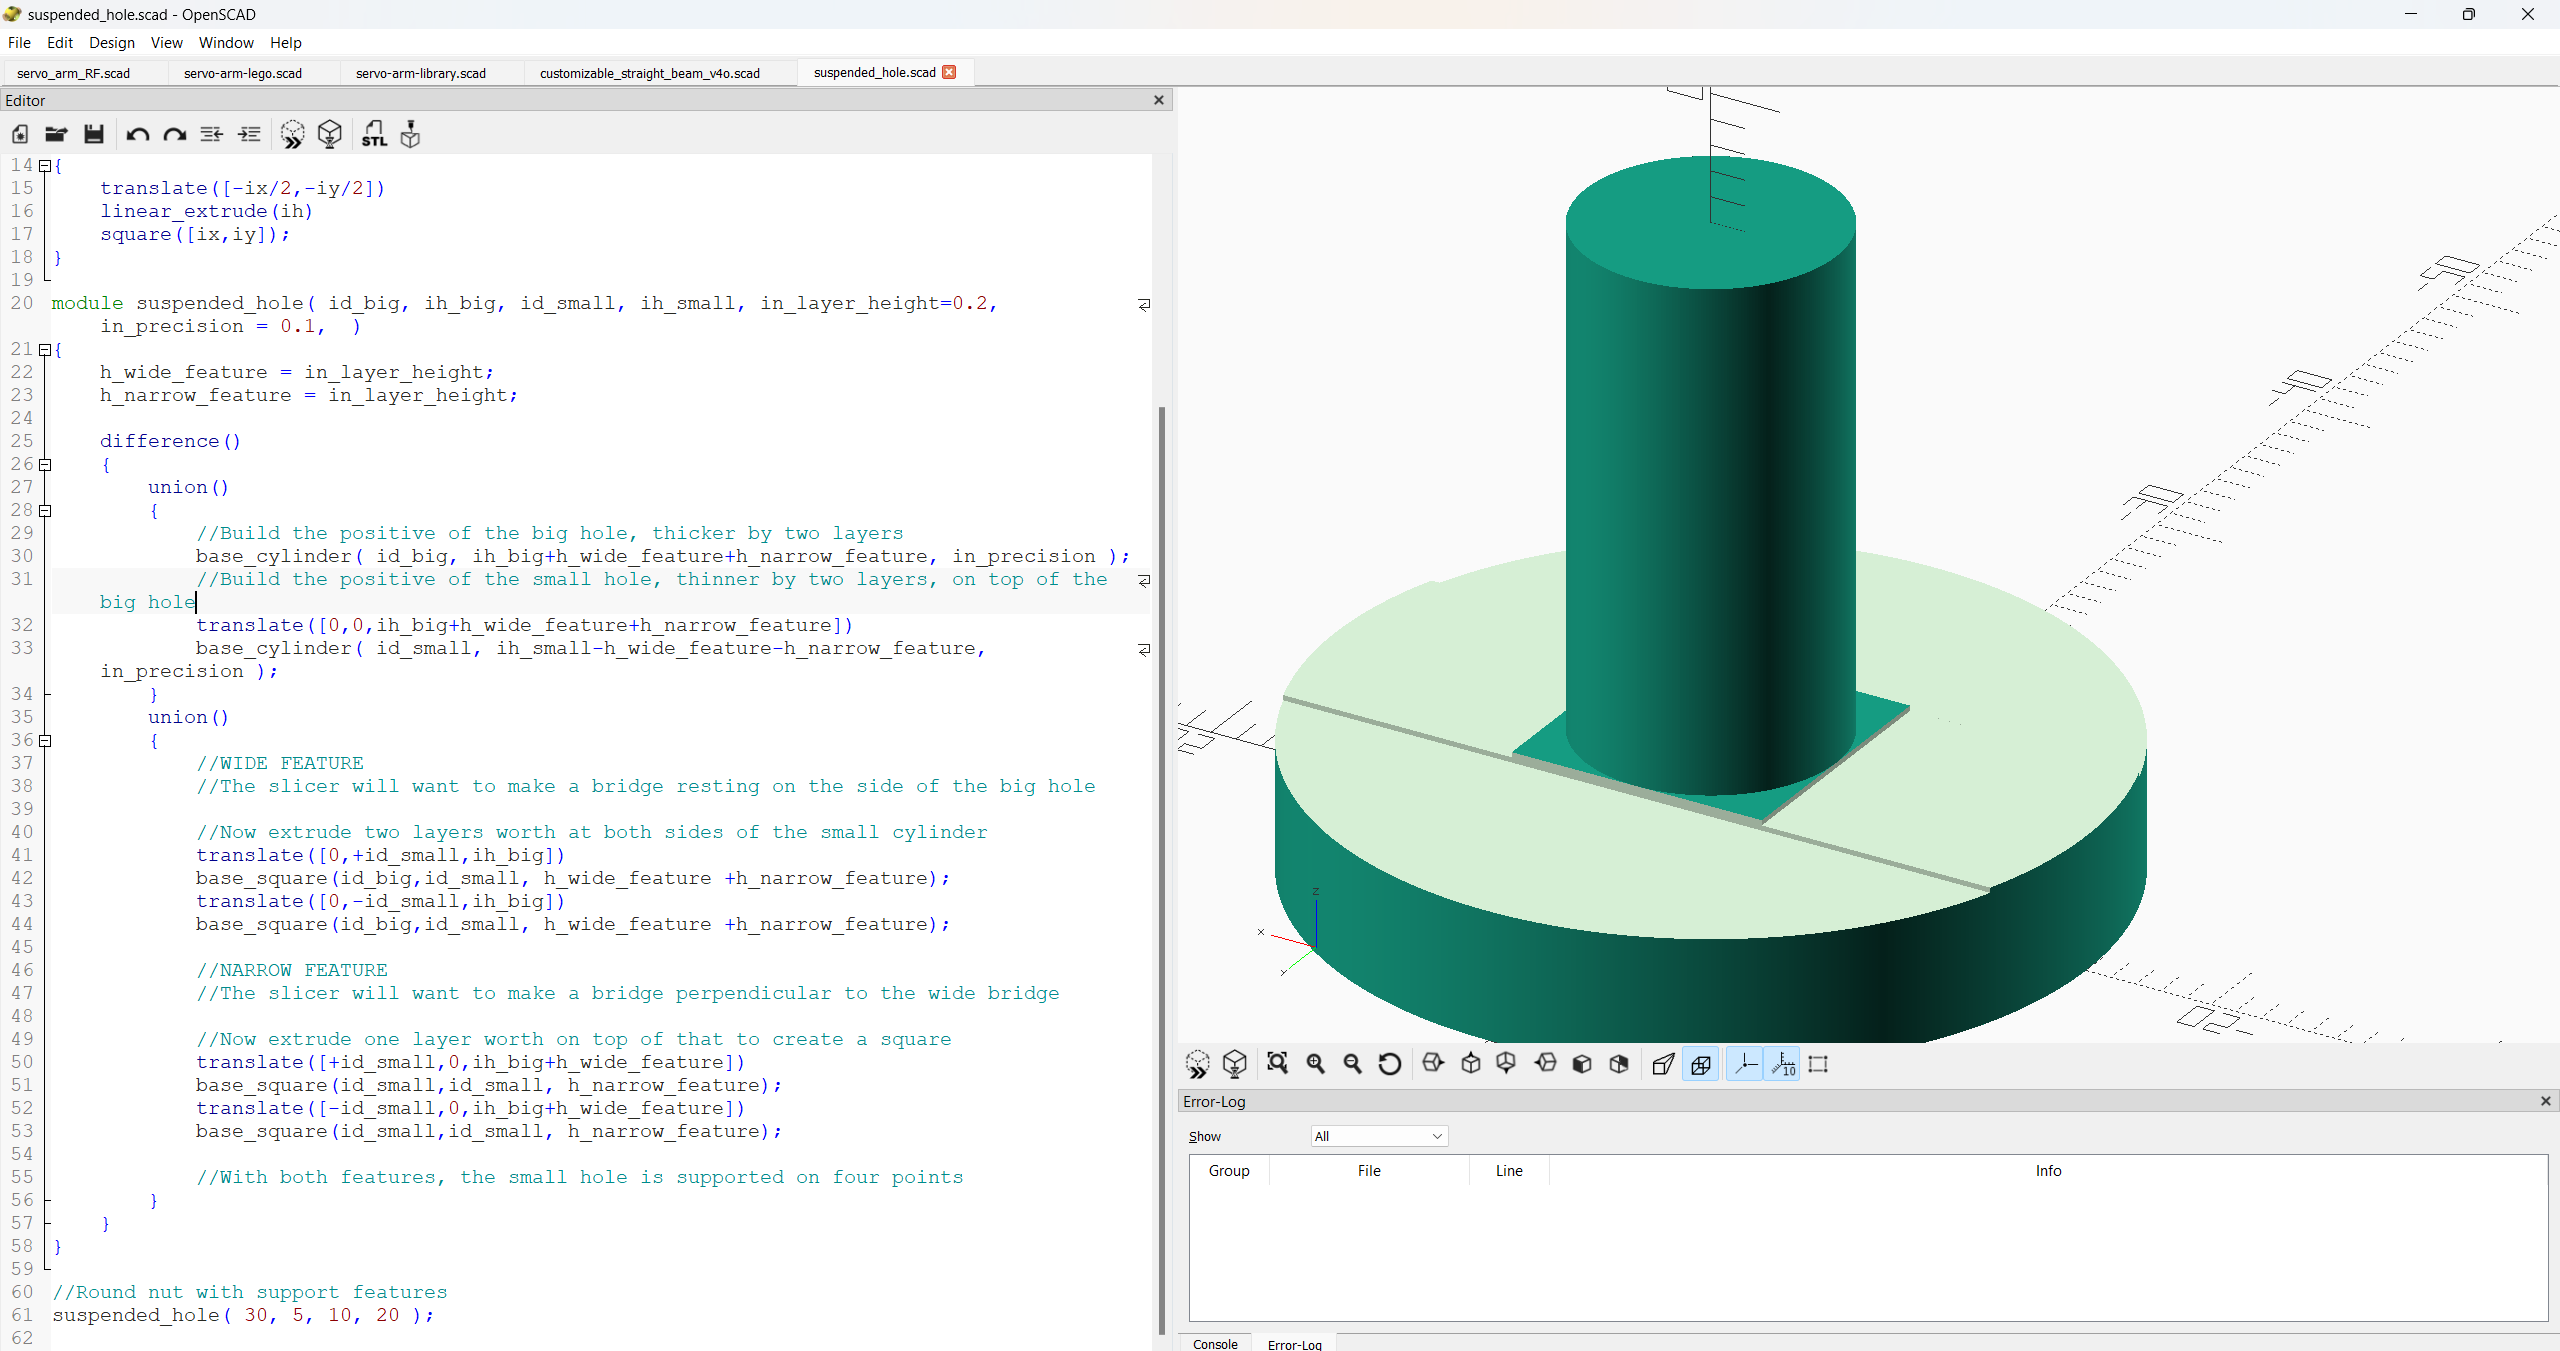 suspended_hole.scad - OpenSCAD
File Edit Design View Window Help
servo_arm_RF.scad servo-arm-lego.scad servo-arm-library.scad customizable_straight_beam_v4o.scad suspended_hole.scad
Editor
STL
14 {
15 translate([-ix/2,-iy/2])
16 linear_extrude(ih)
17 square([ix,iy]);
18 }
19
20 module suspended_hole( id_big, ih_big, id_small, ih_small, in_layer_height=0.2,
in_precision = 0.1,  )
21 {
22 h_wide_feature = in_layer_height;
23 h_narrow_feature = in_layer_height;
24
25 difference()
26 {
27 union()
28 {
29 //Build the positive of the big hole, thicker by two layers
30 base_cylinder( id_big, ih_big+h_wide_feature+h_narrow_feature, in_precision );
31 //Build the positive of the small hole, thinner by two layers, on top of the
big hole
32 translate([0,0,ih_big+h_wide_feature+h_narrow_feature])
33 base_cylinder( id_small, ih_small-h_wide_feature-h_narrow_feature,
in_precision );
34 }
35 union()
36 {
37 //WIDE FEATURE
38 //The slicer will want to make a bridge resting on the side of the big hole
39
40 //Now extrude two layers worth at both sides of the small cylinder
41 translate([0,+id_small,ih_big])
42 base_square(id_big,id_small, h_wide_feature +h_narrow_feature);
43 translate([0,-id_small,ih_big])
44 base_square(id_big,id_small, h_wide_feature +h_narrow_feature);
45
46 //NARROW FEATURE
47 //The slicer will want to make a bridge perpendicular to the wide bridge
48
49 //Now extrude one layer worth on top of that to create a square
50 translate([+id_small,0,ih_big+h_wide_feature])
51 base_square(id_small,id_small, h_narrow_feature);
52 translate([-id_small,0,ih_big+h_wide_feature])
53 base_square(id_small,id_small, h_narrow_feature);
54
55 //With both features, the small hole is supported on four points
56 }
57 }
58 }
59
60 //Round nut with support features
61 suspended_hole( 30, 5, 10, 20 );
62
z
x
y
10
Error-Log
Show All
Group File Line Info
Console Error-Log